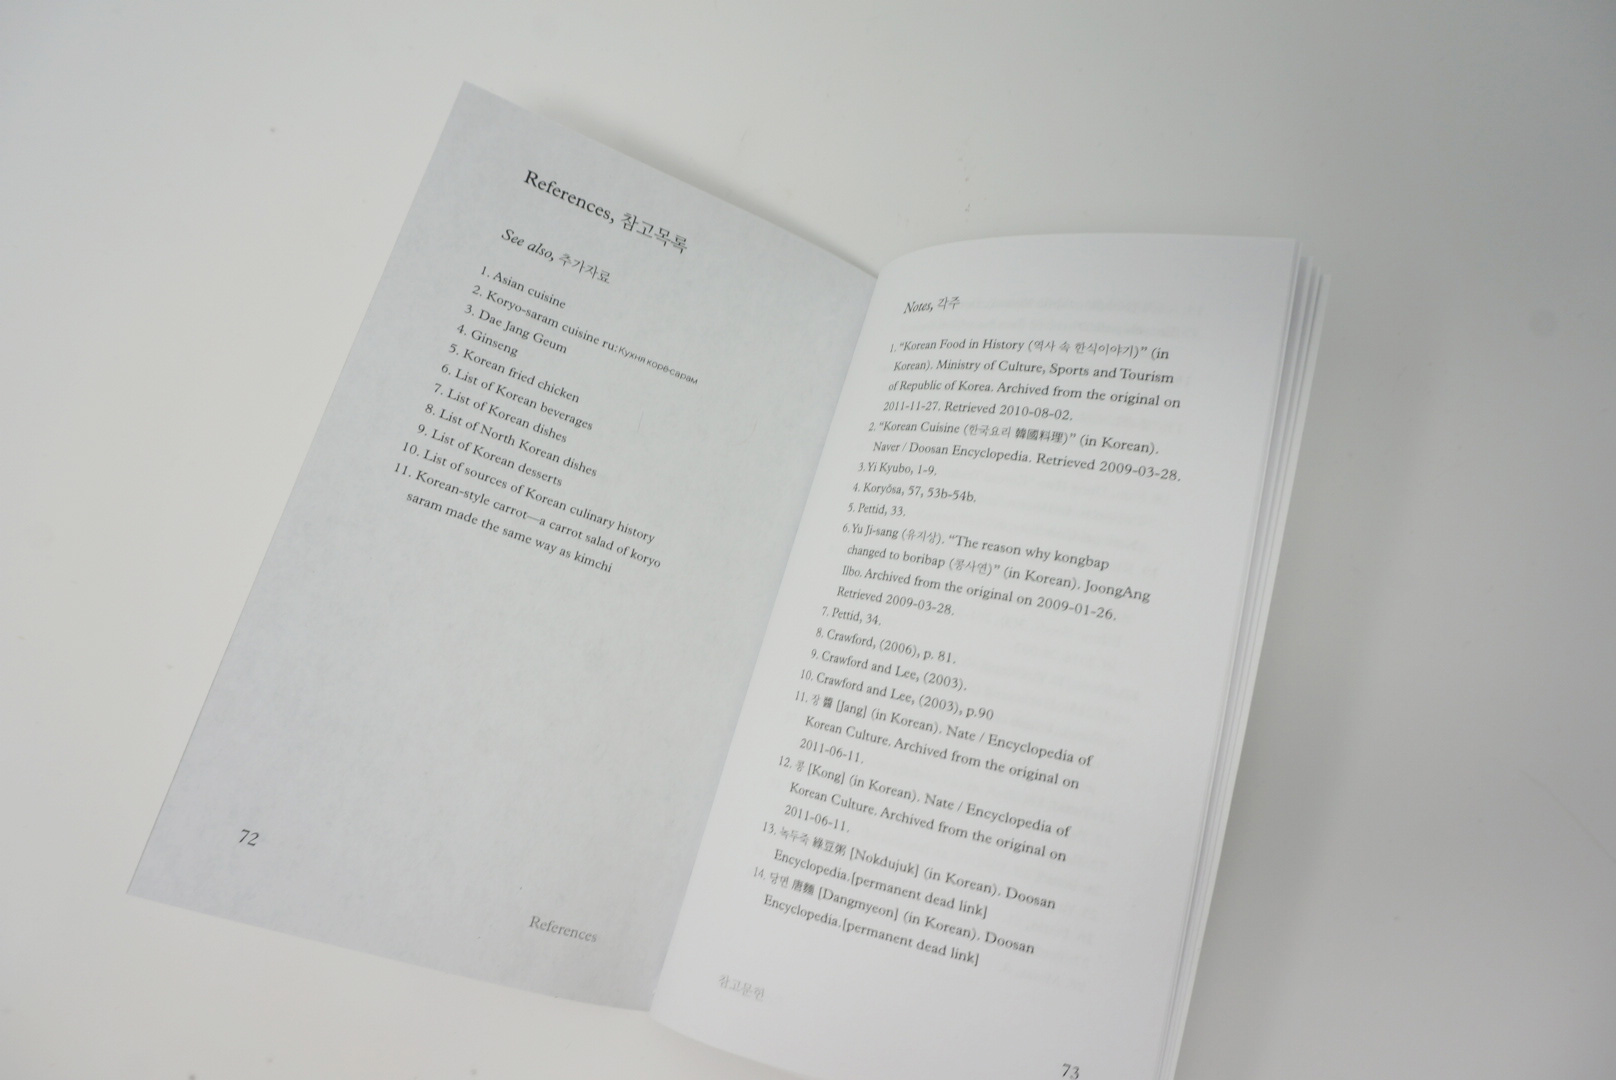 References, 참고목록
See also, 추가자료
1. Asian cuisine
2. Koryo-saram cuisine ru:Кухня корё-сарам
3. Dae Jang Geum
4. Ginseng
5. Korean fried chicken
6. List of Korean beverages
7. List of Korean dishes
8. List of North Korean dishes
9. List of Korean desserts
10. List of sources of Korean culinary history
11. Korean-style carrot—a carrot salad of koryo
saram made the same way as kimchi
72
References
Notes, 각주
1. “Korean Food in History (역사 속 한식이야기)” (in
Korean). Ministry of Culture, Sports and Tourism
of Republic of Korea. Archived from the original on
2011-11-27. Retrieved 2010-08-02.
2. “Korean Cuisine (한국요리 韓國料理)” (in Korean).
Naver / Doosan Encyclopedia. Retrieved 2009-03-28.
3. Yi Kyubo, 1-9.
4. Koryŏsa, 57, 53b-54b.
5. Pettid, 33.
6. Yu Ji-sang (유지상). “The reason why kongbap
changed to boribap (콩사연)” (in Korean). JoongAng
Ilbo. Archived from the original on 2009-01-26.
Retrieved 2009-03-28.
7. Pettid, 34.
8. Crawford, (2006), p. 81.
9. Crawford and Lee, (2003).
10. Crawford and Lee, (2003), p.90
11. 장 醬 [Jang] (in Korean). Nate / Encyclopedia of
Korean Culture. Archived from the original on
2011-06-11.
12. 콩 [Kong] (in Korean). Nate / Encyclopedia of
Korean Culture. Archived from the original on
2011-06-11.
13. 녹두죽 綠豆粥 [Nokdujuk] (in Korean). Doosan
Encyclopedia.[permanent dead link]
14. 당면 唐麵 [Dangmyeon] (in Korean). Doosan
Encyclopedia.[permanent dead link]
참고문헌
73